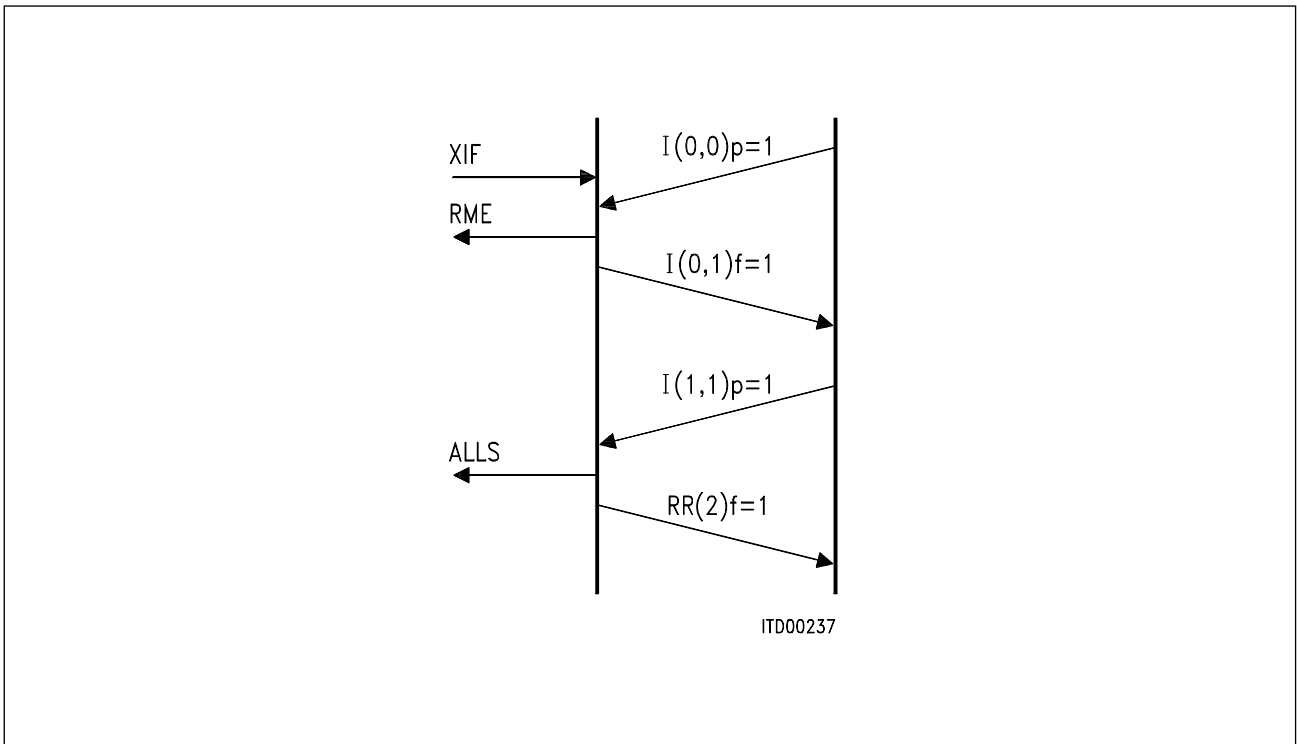 I(0,0)p=1
XIF
RME
I(0,1)f=1
I(1,1)p=1
ALLS
RR(2)f=1
ITD00237